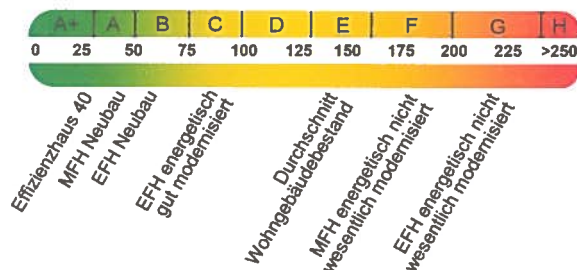 A+ A B C D E F G H
0 25 50 75 100 125 150 175 200 225 >250
Effizienzhaus 40
MFH Neubau
EFH Neubau
EFH energetisch
gut modernisiert
Durchschnitt
Wohngebäudebestand
MFH energetisch nicht
wesentlich modernisiert
EFH energetisch nicht
wesentlich modernisiert